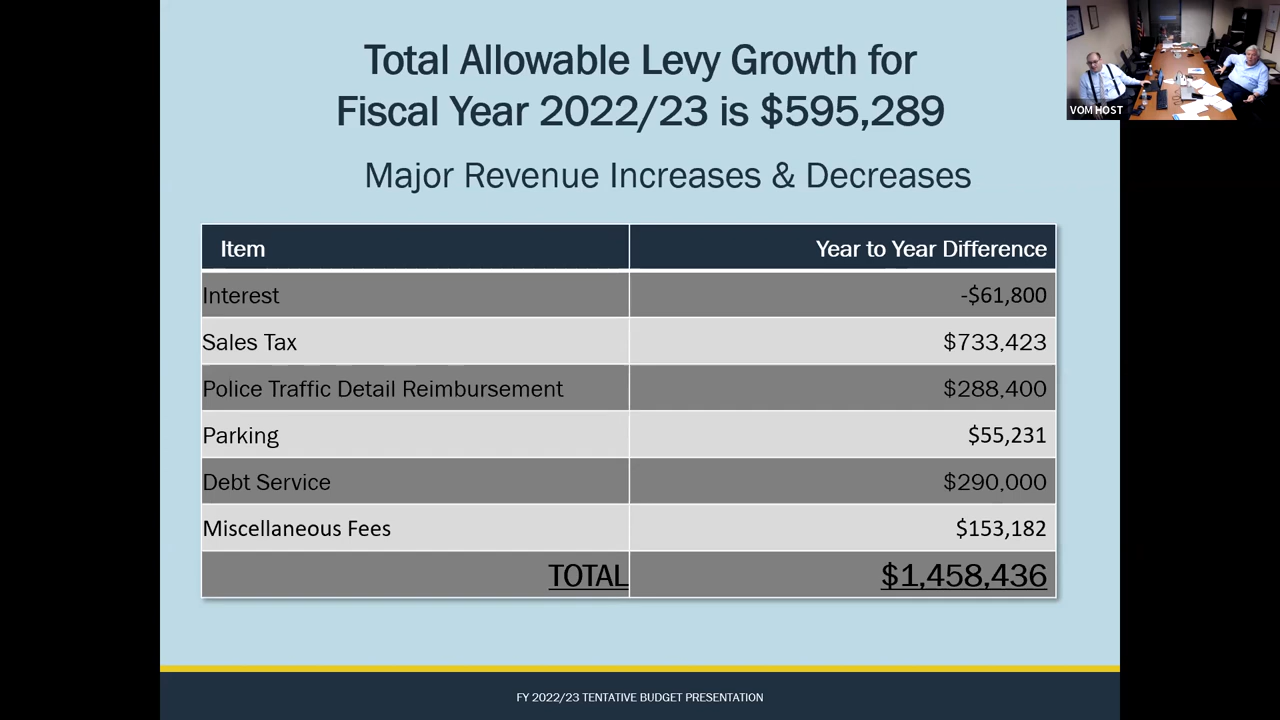 Total Allowable Levy Growth for
Fiscal Year 2022/23 is $595,289
VOM HOST
Major Revenue Increases & Decreases
Item Year to Year Difference
Interest -$61,800
Sales Tax $733,423
Police Traffic Detail Reimbursement $288,400
Parking $55,231
Debt Service $290,000
Miscellaneous Fees $153,182
TOTAL $1,458,436
FY 2022/23 TENTATIVE BUDGET PRESENTATION